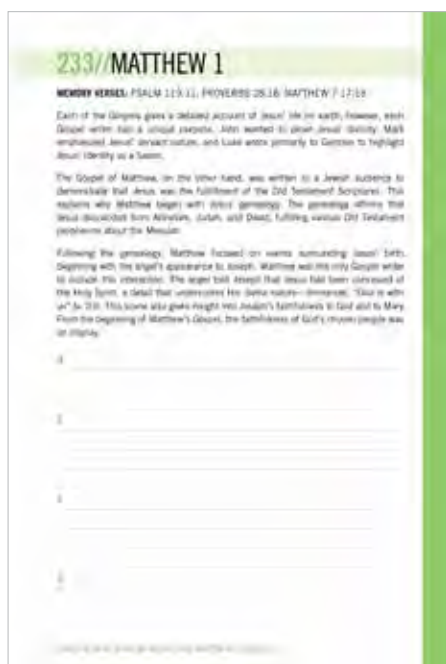 233//MATTHEW 1
MEMORY VERSES: PSALM 119:11; PROVERBS 28:18; MATTHEW 7:17-18
Each of the Gospels gives a detailed account of Jesus' life on earth; however, each
Gospel writer had a unique purpose. John wanted to prove Jesus' divinity, Mark
emphasized Jesus' servant nature, and Luke wrote primarily to Gentiles to highlight
Jesus' identity as a Savior.
The Gospel of Matthew, on the other hand, was written to a Jewish audience to
demonstrate that Jesus was the fulfillment of the Old Testament Scriptures. This
explains why Matthew began with Jesus' genealogy. The genealogy affirms that
Jesus descended from Abraham, Judah, and David, fulfilling various Old Testament
prophecies about the Messiah.
Following the genealogy, Matthew focused on events surrounding Jesus' birth,
beginning with the angel's appearance to Joseph. Matthew was the only Gospel writer
to include this interaction. The angel told Joseph that Jesus had been conceived of
the Holy Spirit, a detail that underscores His divine nature—Immanuel, "God is with
us" (v. 23). This scene also gives insight into Joseph's faithfulness to God and to Mary.
From the beginning of Matthew's Gospel, the faithfulness of God's chosen people was
on display.
H
E
A
R